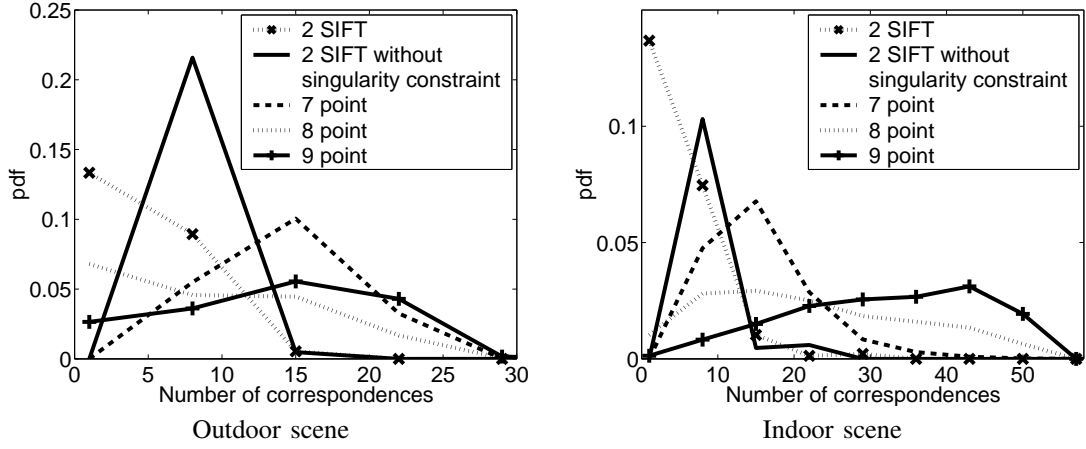 0.25
0.2
0.15
0.1
0.05
0
pdf
0 5 10 15 20 25 30
Number of correspondences
2 SIFT
2 SIFT without
singularity constraint
7 point
8 point
9 point
Outdoor scene
0.1
0.05
0
pdf
0 10 20 30 40 50
Number of correspondences
2 SIFT
2 SIFT without
singularity constraint
7 point
8 point
9 point
Indoor scene